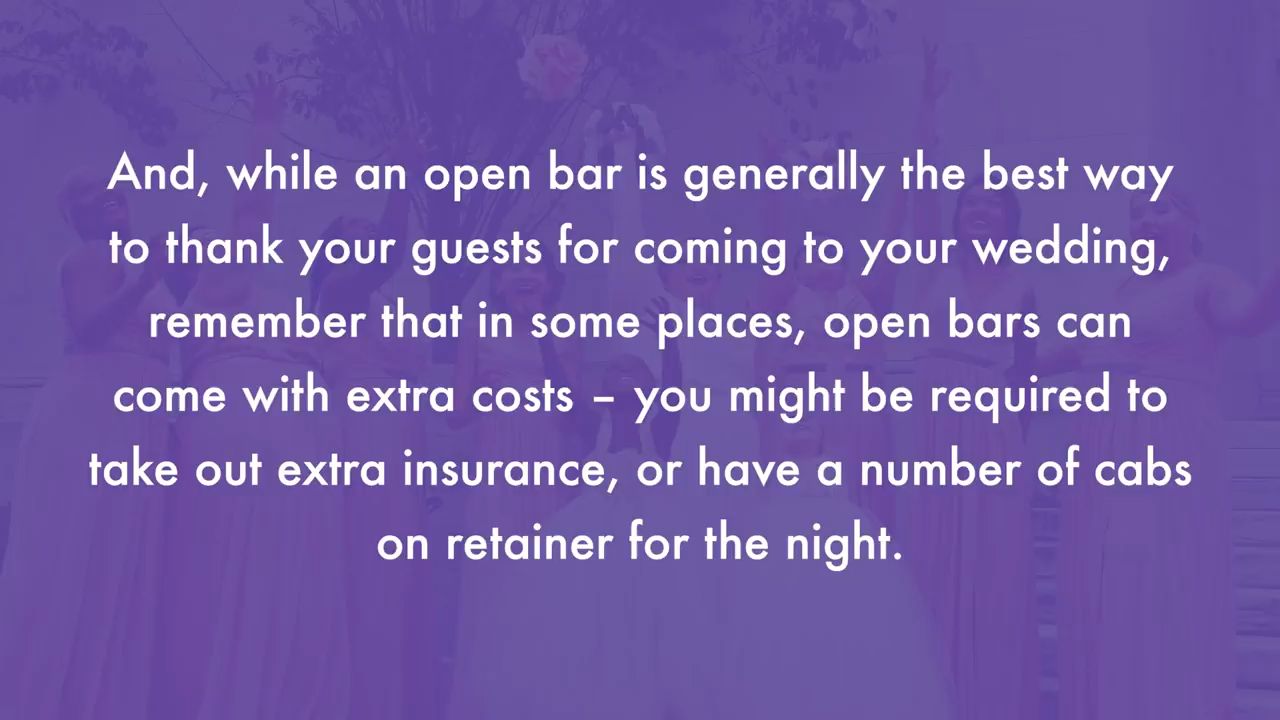 And, while an open bar is generally the best way
to thank your guests for coming to your wedding,
remember that in some places, open bars can
come with extra costs – you might be required to
take out extra insurance, or have a number of cabs
on retainer for the night.